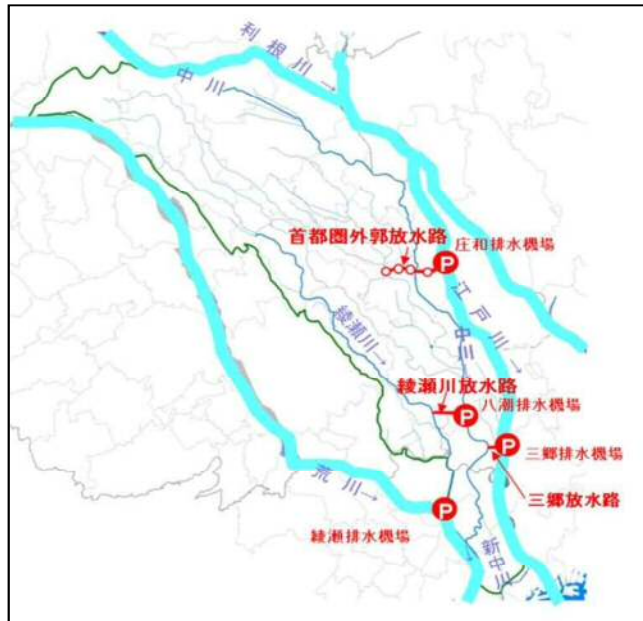 利根川→
中川
首都圏外郭放水路
庄和排水機場
P
江戸川→
綾瀬川→
中川
綾瀬川放水路
P
八潮排水機場
P
三郷排水機場
三郷放水路
荒川→
P
綾瀬排水機場
新中川